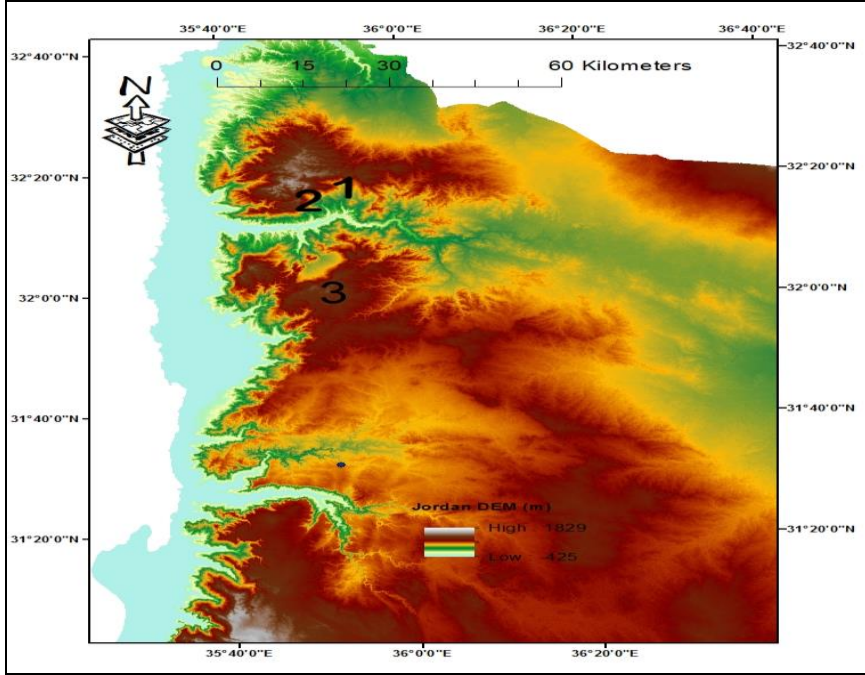 35°40'0"E 36°0'0"E 36°20'0"E 36°40'0"E
32°40'0"N 32°40'0"N
0 15 30 60 Kilometers
N
32°20'0"N 32°20'0"N
1
2
32°0'0"N 32°0'0"N
3
31°40'0"N 31°40'0"N
Jordan DEM (m)
High 1829
31°20'0"N 31°20'0"N
Low -425
35°40'0"E 36°0'0"E 36°20'0"E